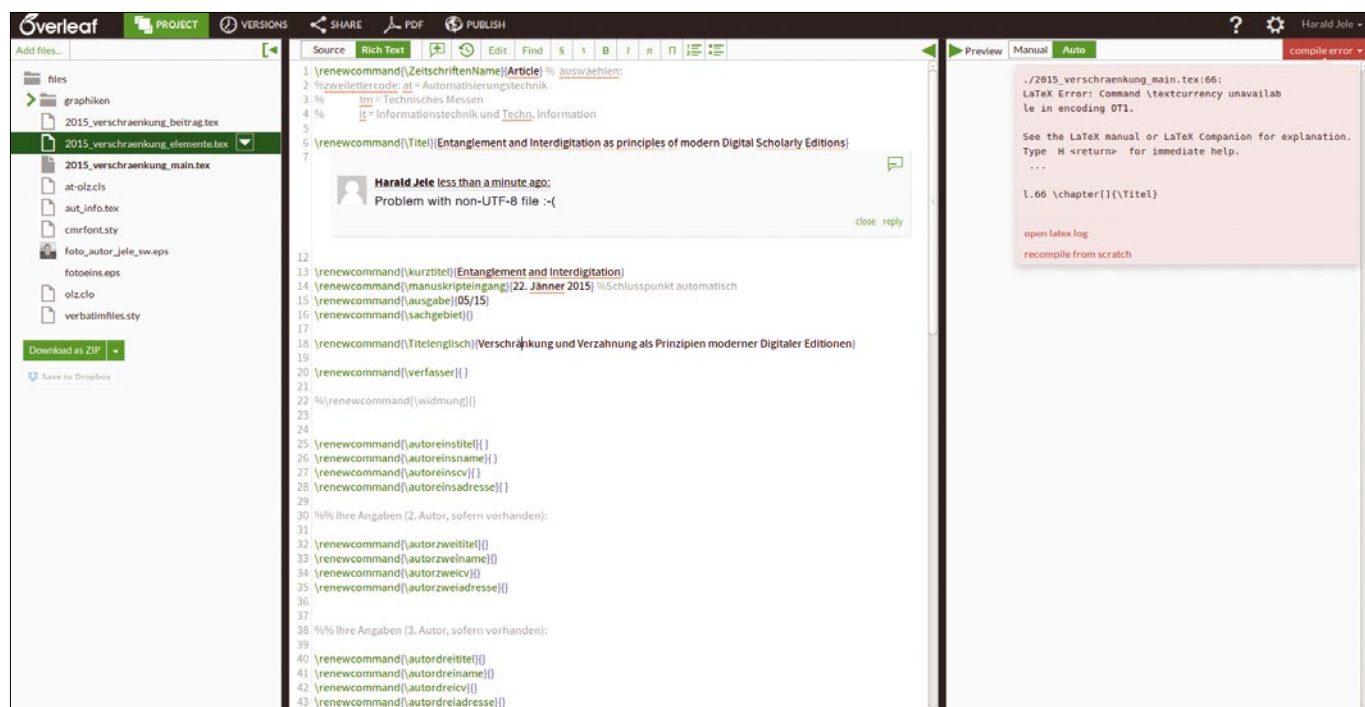 Overleaf PROJECT VERSIONS SHARE PDF PUBLISH ? Harald Jele
Add files...
files
graphiken
2015_verschraenkung_beitrag.tex
2015_verschraenkung_elemente.tex
2015_verschraenkung_main.tex
at-olz.cls
aut_info.tex
cmrfont.sty
foto_autor_jele_sw.eps
fotoeins.eps
olz.clo
verbatimfiles.sty
Download as ZIP
Save to Dropbox
Source Rich Text Edit Find § B I π Π
1 \renewcommand{\ZeitschriftenName}{Article} % auswaehlen:
2 %zweilettercode: at = Automatisierungstechnik
3 % tm = Technisches Messen
4 % it = Informationstechnik und Techn. Information
5
6 \renewcommand{\Titel}{Entanglement and Interdigitation as principles of modern Digital Scholarly Editions}
7
Harald Jele less than a minute ago:
Problem with non-UTF-8 file :-(
close reply
12
13 \renewcommand{\kurztitel}{Entanglement and Interdigitation}
14 \renewcommand{\manuskripteingang}{22. Jänner 2015} %Schlusspunkt automatisch
15 \renewcommand{\ausgabe}{05/15}
16 \renewcommand{\sachgebiet}{}
17
18 \renewcommand{\Titelenglisch}{Verschränkung und Verzahnung als Prinzipien moderner Digitaler Editionen}
19
20 \renewcommand{\verfasser}{ }
21
22 %\renewcommand{\widmung}{}
23
24
25 \renewcommand{\autoreinstitel}{ }
26 \renewcommand{\autoreinsname}{ }
27 \renewcommand{\autoreinscv}{ }
28 \renewcommand{\autoreinsadresse}{ }
29
30 %% Ihre Angaben (2. Autor, sofern vorhanden):
31
32 \renewcommand{\autorzweititel}{}
33 \renewcommand{\autorzweiname}{}
34 \renewcommand{\autorzweicv}{}
35 \renewcommand{\autorzweiadresse}{}
36
37
38 %% Ihre Angaben (3. Autor, sofern vorhanden):
39
40 \renewcommand{\autordreititel}{}
41 \renewcommand{\autordreiname}{}
42 \renewcommand{\autordreicv}{}
43 \renewcommand{\autordreiadresse}{}
Preview Manual Auto compile error
./2015_verschraenkung_main.tex:66:
LaTeX Error: Command \textcurrency unavailab
le in encoding OT1.
See the LaTeX manual or LaTeX Companion for explanation.
Type H <return> for immediate help.
...
l.66 \chapter[]{\Titel}
open latex log
recompile from scratch